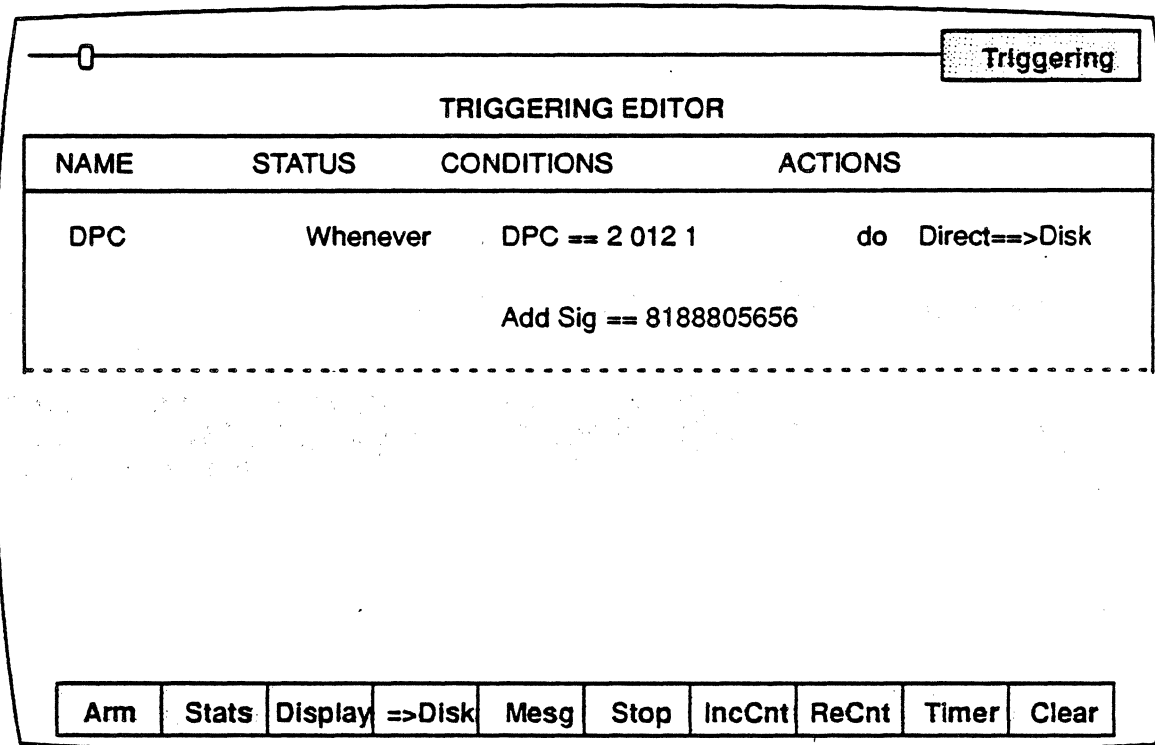 Triggering
TRIGGERING EDITOR
NAME STATUS CONDITIONS ACTIONS
DPC Whenever DPC == 2 012 1 do Direct==>Disk
Add Sig == 8188805656
Arm Stats Display =>Disk Mesg Stop IncCnt ReCnt Timer Clear